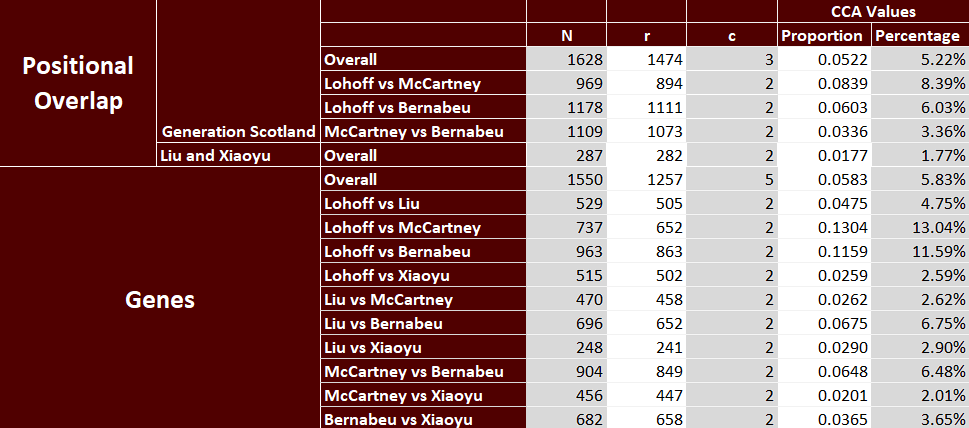 CCA Values
N r c Proportion Percentage
Positional Overlap
Generation Scotland
Overall 1628 1474 3 0.0522 5.22%
Lohoff vs McCartney 969 894 2 0.0839 8.39%
Lohoff vs Bernabeu 1178 1111 2 0.0603 6.03%
McCartney vs Bernabeu 1109 1073 2 0.0336 3.36%
Liu and Xiaoyu Overall 287 282 2 0.0177 1.77%
Genes
Overall 1550 1257 5 0.0583 5.83%
Lohoff vs Liu 529 505 2 0.0475 4.75%
Lohoff vs McCartney 737 652 2 0.1304 13.04%
Lohoff vs Bernabeu 963 863 2 0.1159 11.59%
Lohoff vs Xiaoyu 515 502 2 0.0259 2.59%
Liu vs McCartney 470 458 2 0.0262 2.62%
Liu vs Bernabeu 696 652 2 0.0675 6.75%
Liu vs Xiaoyu 248 241 2 0.0290 2.90%
McCartney vs Bernabeu 904 849 2 0.0648 6.48%
McCartney vs Xiaoyu 456 447 2 0.0201 2.01%
Bernabeu vs Xiaoyu 682 658 2 0.0365 3.65%